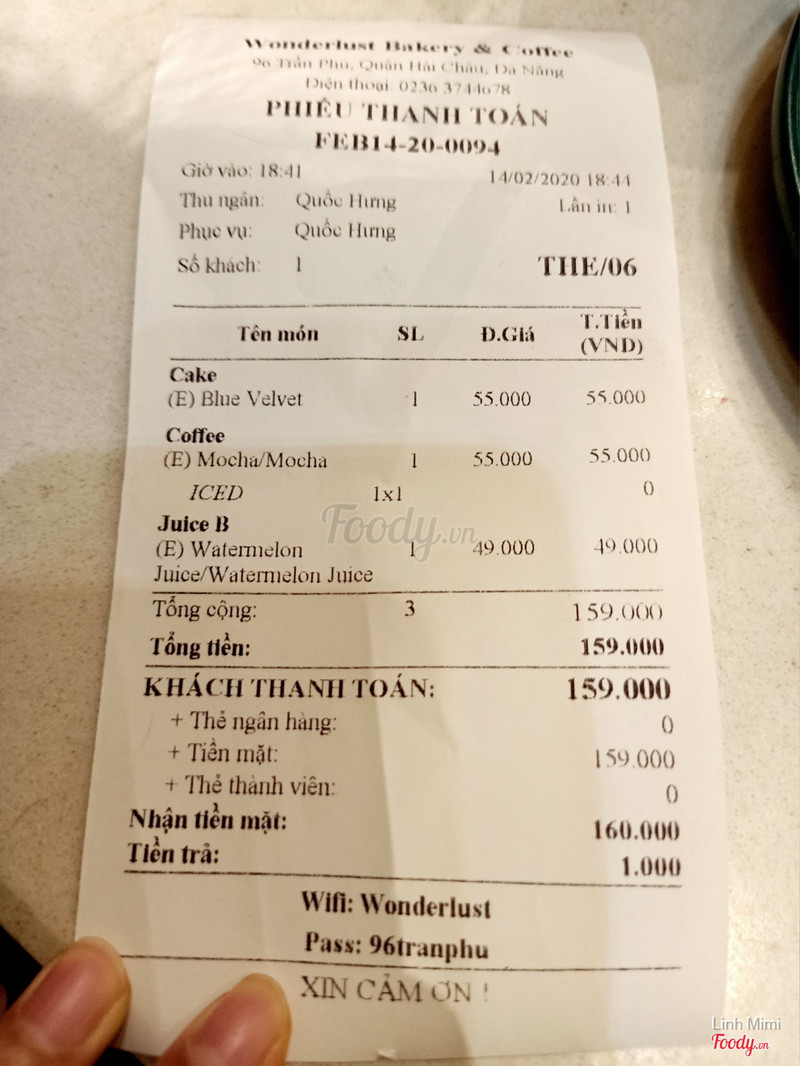 Wonderlust Bakery & Coffee
96 Trần Phú, Quận Hải Châu, Đà Nẵng
Điện thoại: 0236 3744678
PHIẾU THANH TOÁN
FEB14-20-0094
Giờ vào: 18:41 14/02/2020 18:44
Thu ngân: Quốc Hưng Lần in: 1
Phục vụ: Quốc Hưng
Số khách: 1 THE/06
Tên món SL Đ.Giá T.Tiền (VND)
Cake
(E) Blue Velvet 1 55.000 55.000
Coffee
(E) Mocha/Mocha 1 55.000 55.000
ICED 1x1 0
Juice B
(E) Watermelon 1 49.000 49.000
Juice/Watermelon Juice
Tổng cộng: 3 159.000
Tổng tiền: 159.000
KHÁCH THANH TOÁN: 159.000
+ Thẻ ngân hàng: 0
+ Tiền mặt: 159.000
+ Thẻ thành viên: 0
Nhận tiền mặt: 160.000
Tiền trả: 1.000
Wifi: Wonderlust
Pass: 96tranphu
XIN CẢM ƠN !
Foody.vn
Linh Mimi
Foody.vn